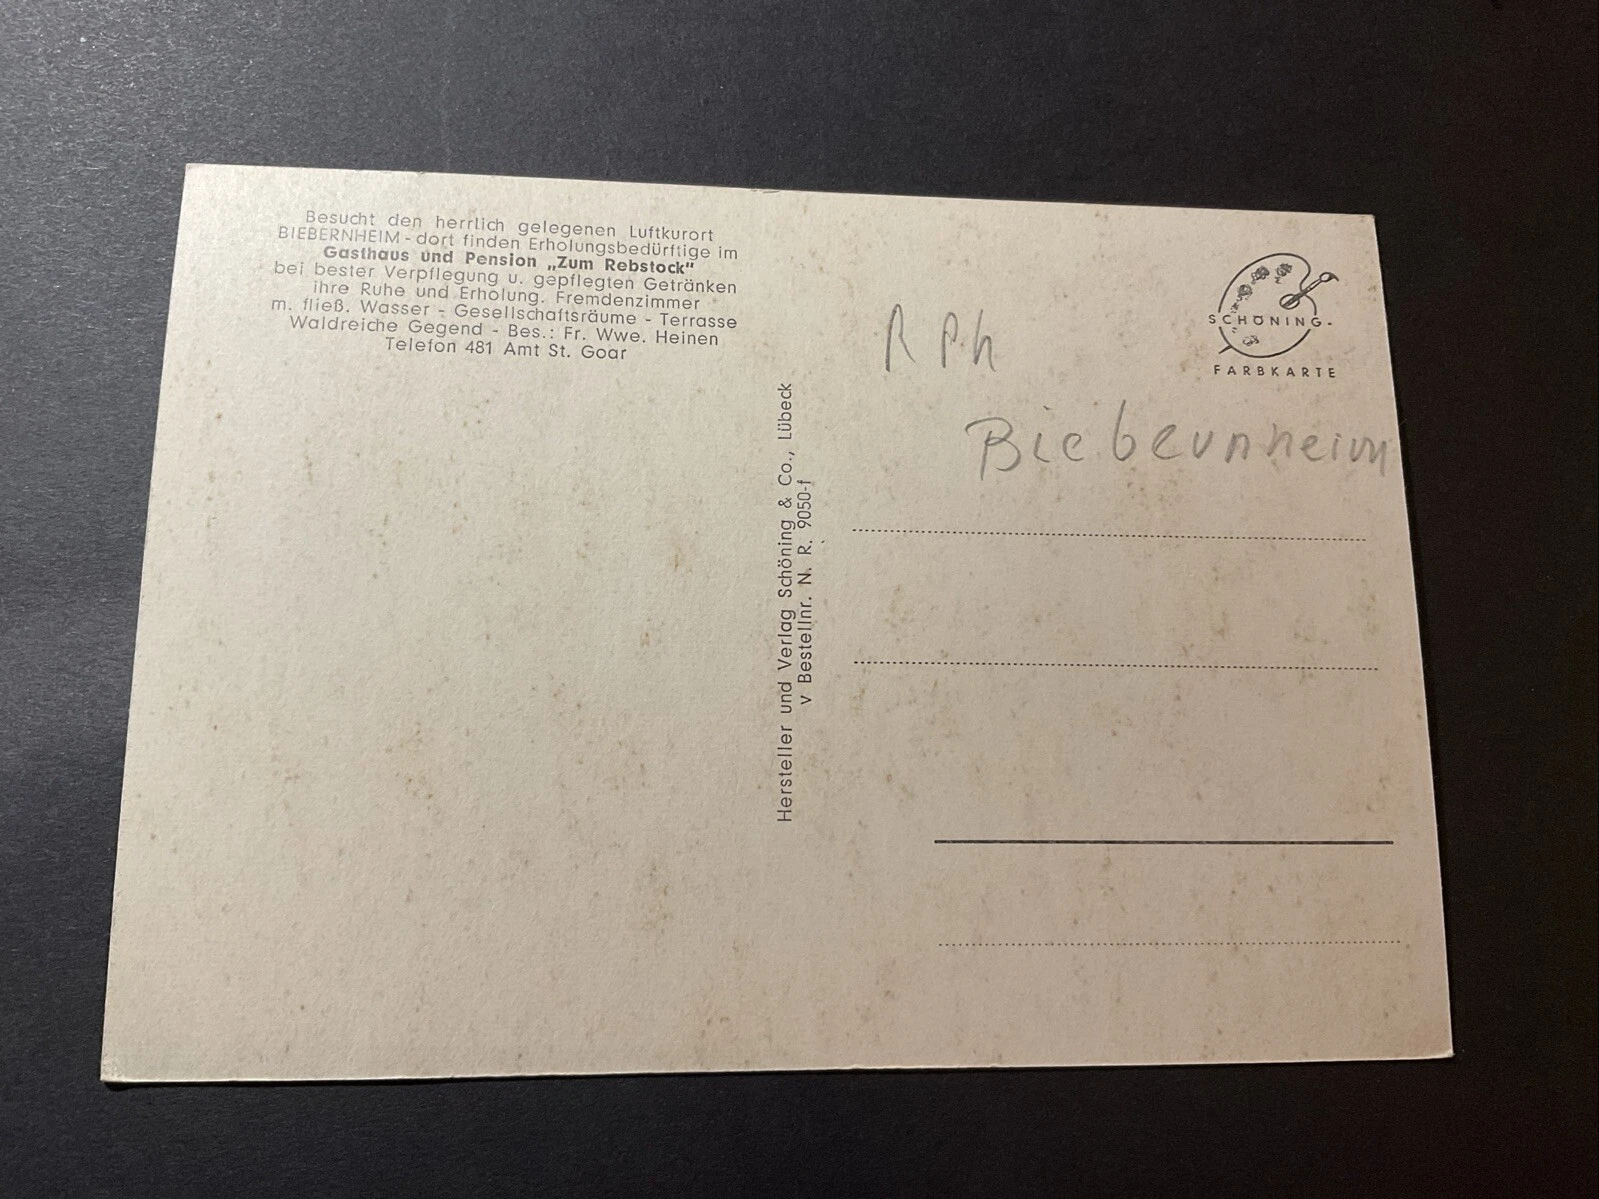 Besucht den herrlich gelegenen Luftkurort
BIEBERNHEIM - dort finden Erholungsbedürftige im
Gasthaus und Pension „Zum Rebstock"
bei bester Verpflegung u. gepflegten Getränken
ihre Ruhe und Erholung. Fremdenzimmer
m. fließ. Wasser - Gesellschaftsräume - Terrasse
Waldreiche Gegend - Bes.: Fr. Wwe. Heinen
Telefon 481 Amt St. Goar
Hersteller und Verlag Schöning & Co., Lübeck
v Bestellnr. N. R. 9050-f
SCHÖNING-
FARBKARTE
R P.h
Biebernheim